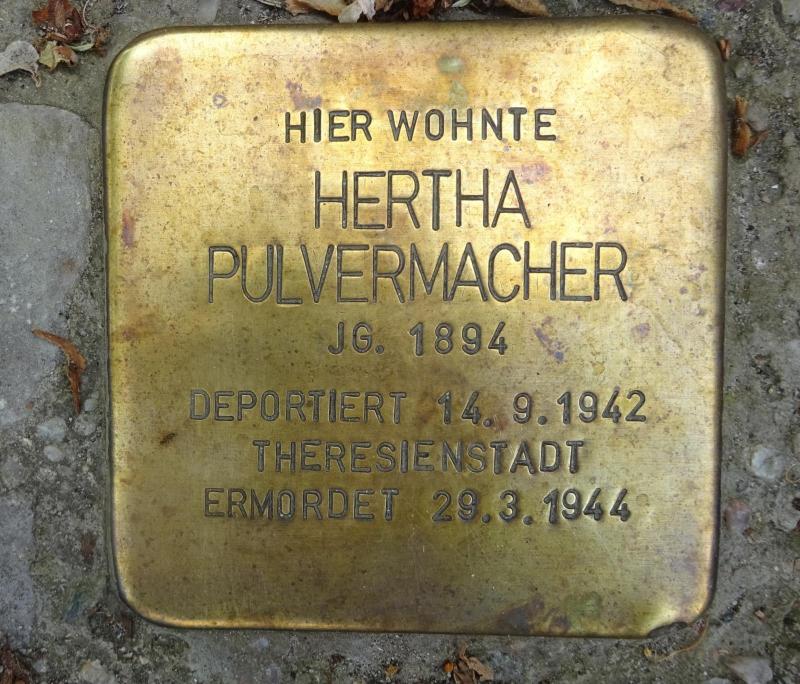 HIER WOHNTE
HERTHA
PULVERMACHER
JG. 1894
DEPORTIERT 14. 9. 1942
THERESIENSTADT
ERMORDET 29. 3. 1944